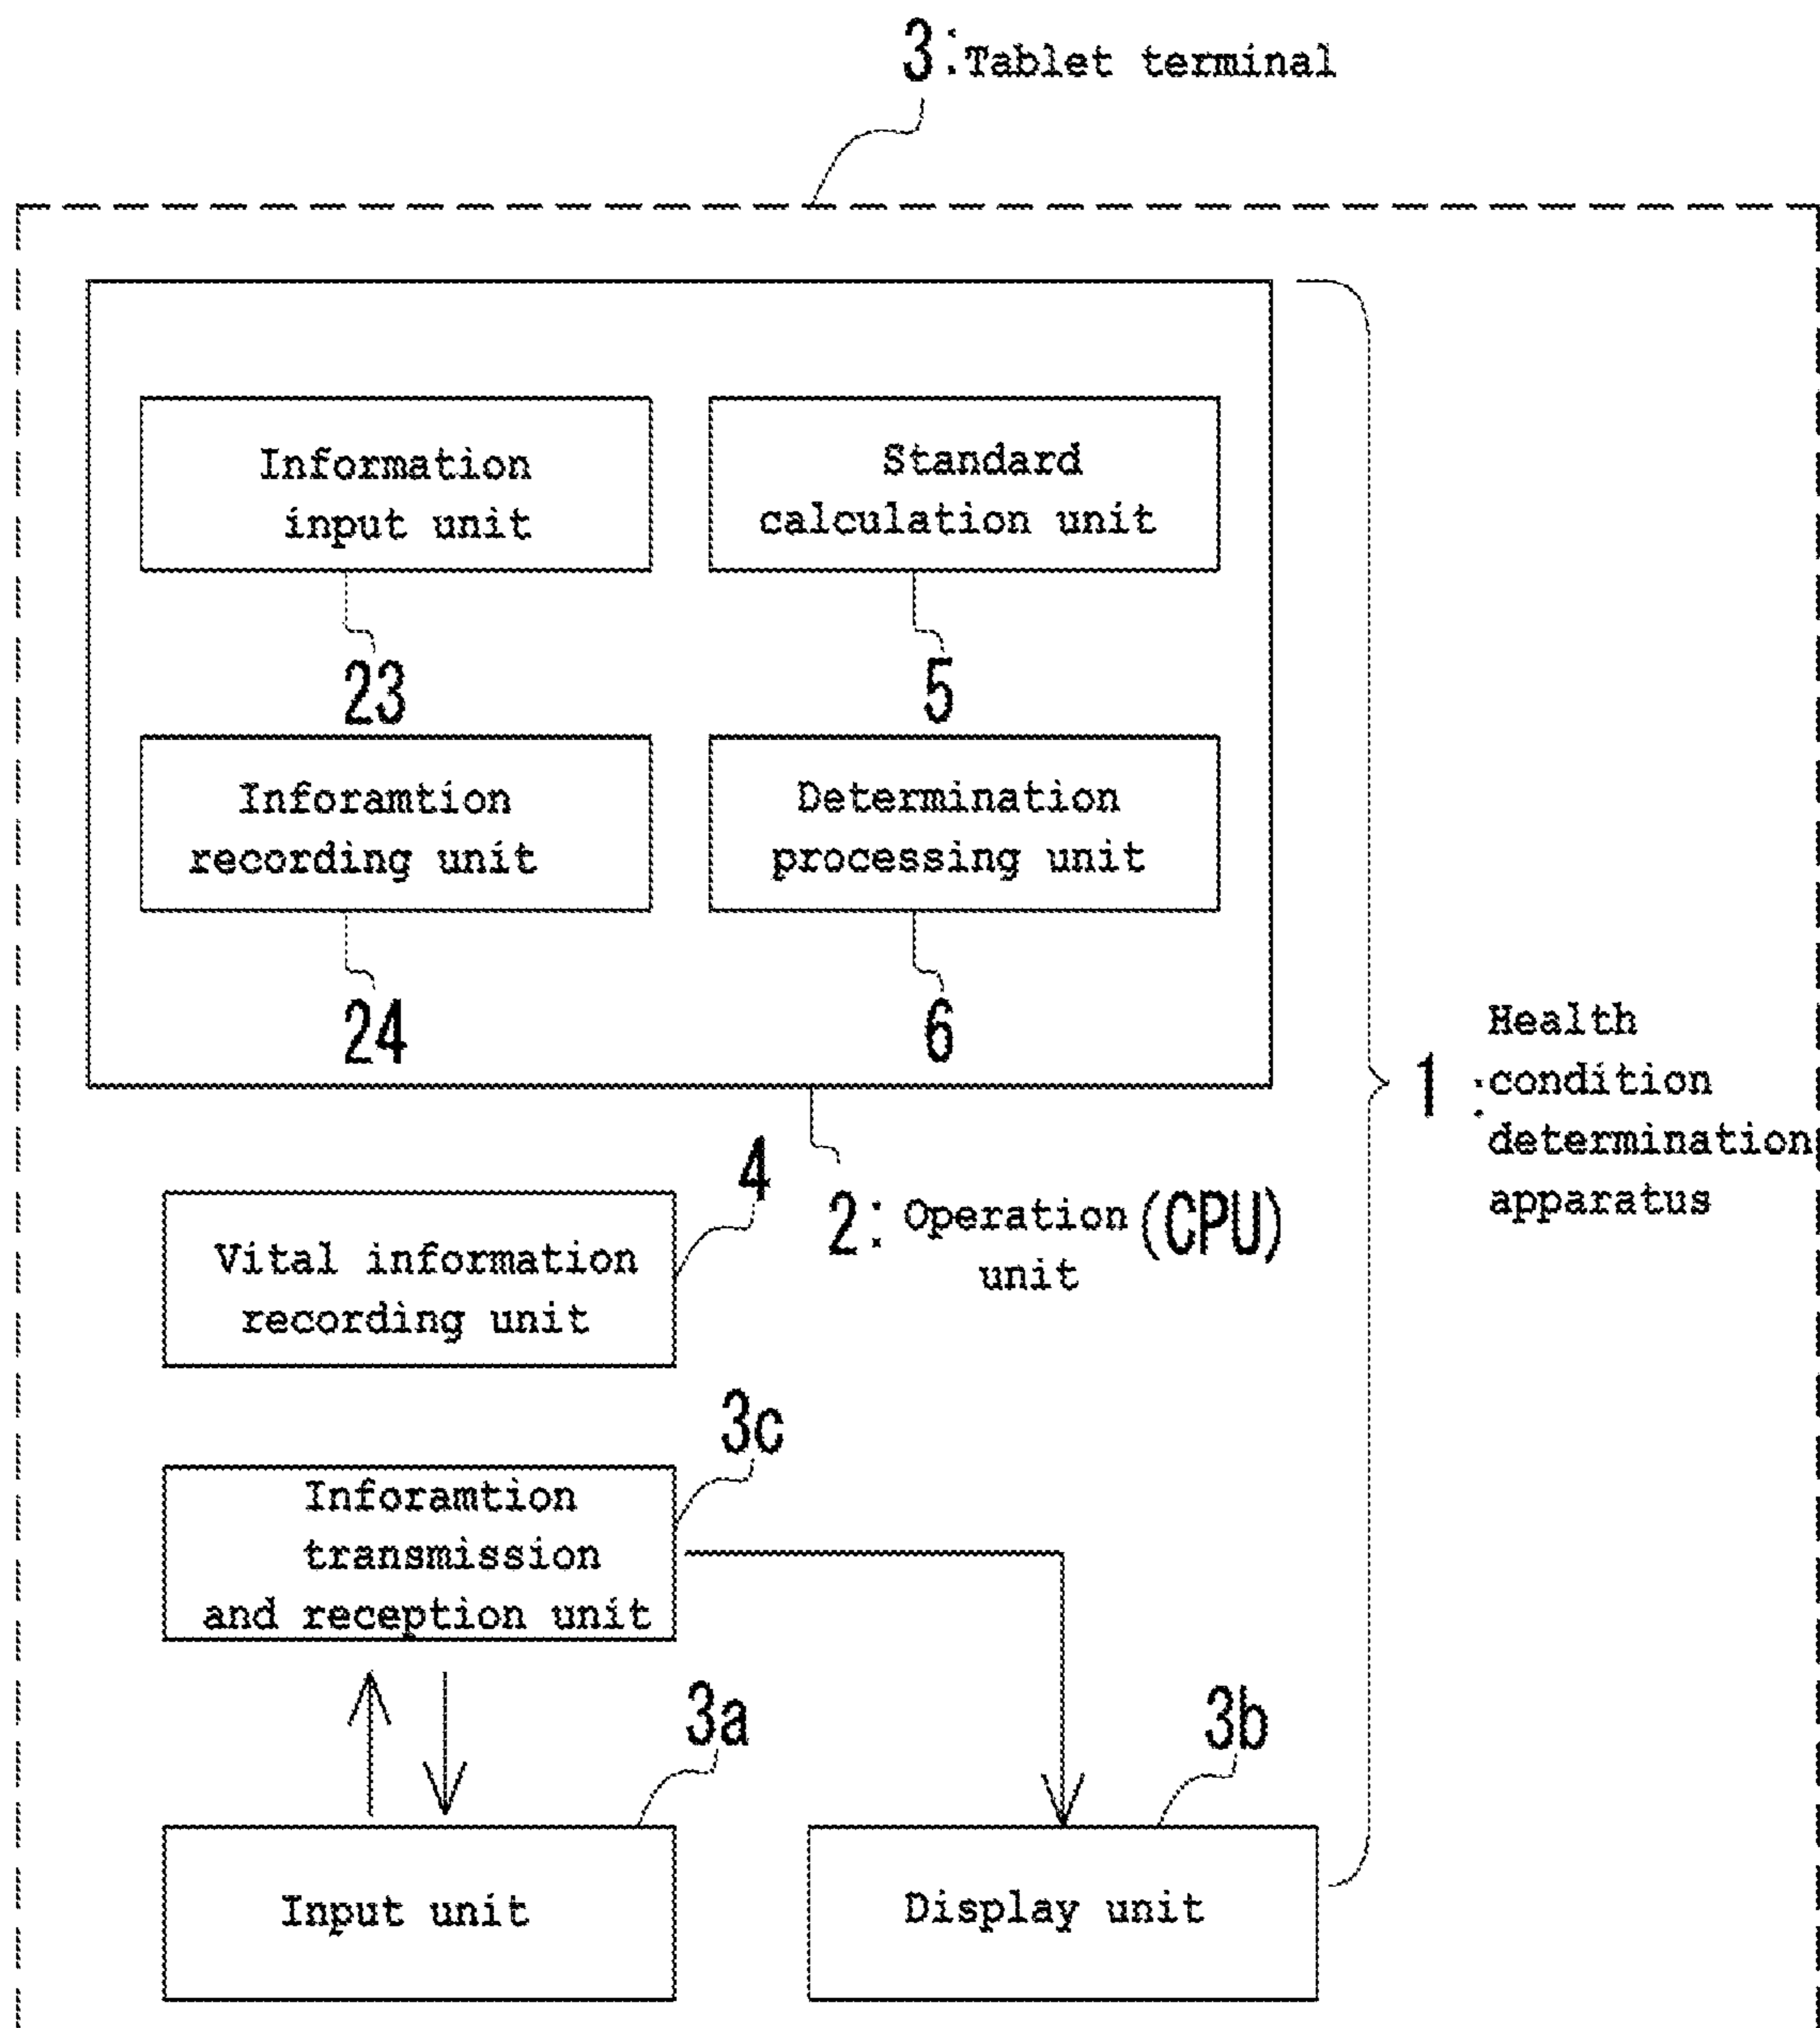 3:Tablet terminal
Information
input unit
23
Standard
calculation unit
5
Inforamtion
recording unit
24
Determination
processing unit
6
1:Health
condition
determination
apparatus
2: Operation (CPU)
unit
4
Vital information
recording unit
3c
Inforamtion
transmission
and reception unit
3a
Input unit
3b
Display unit